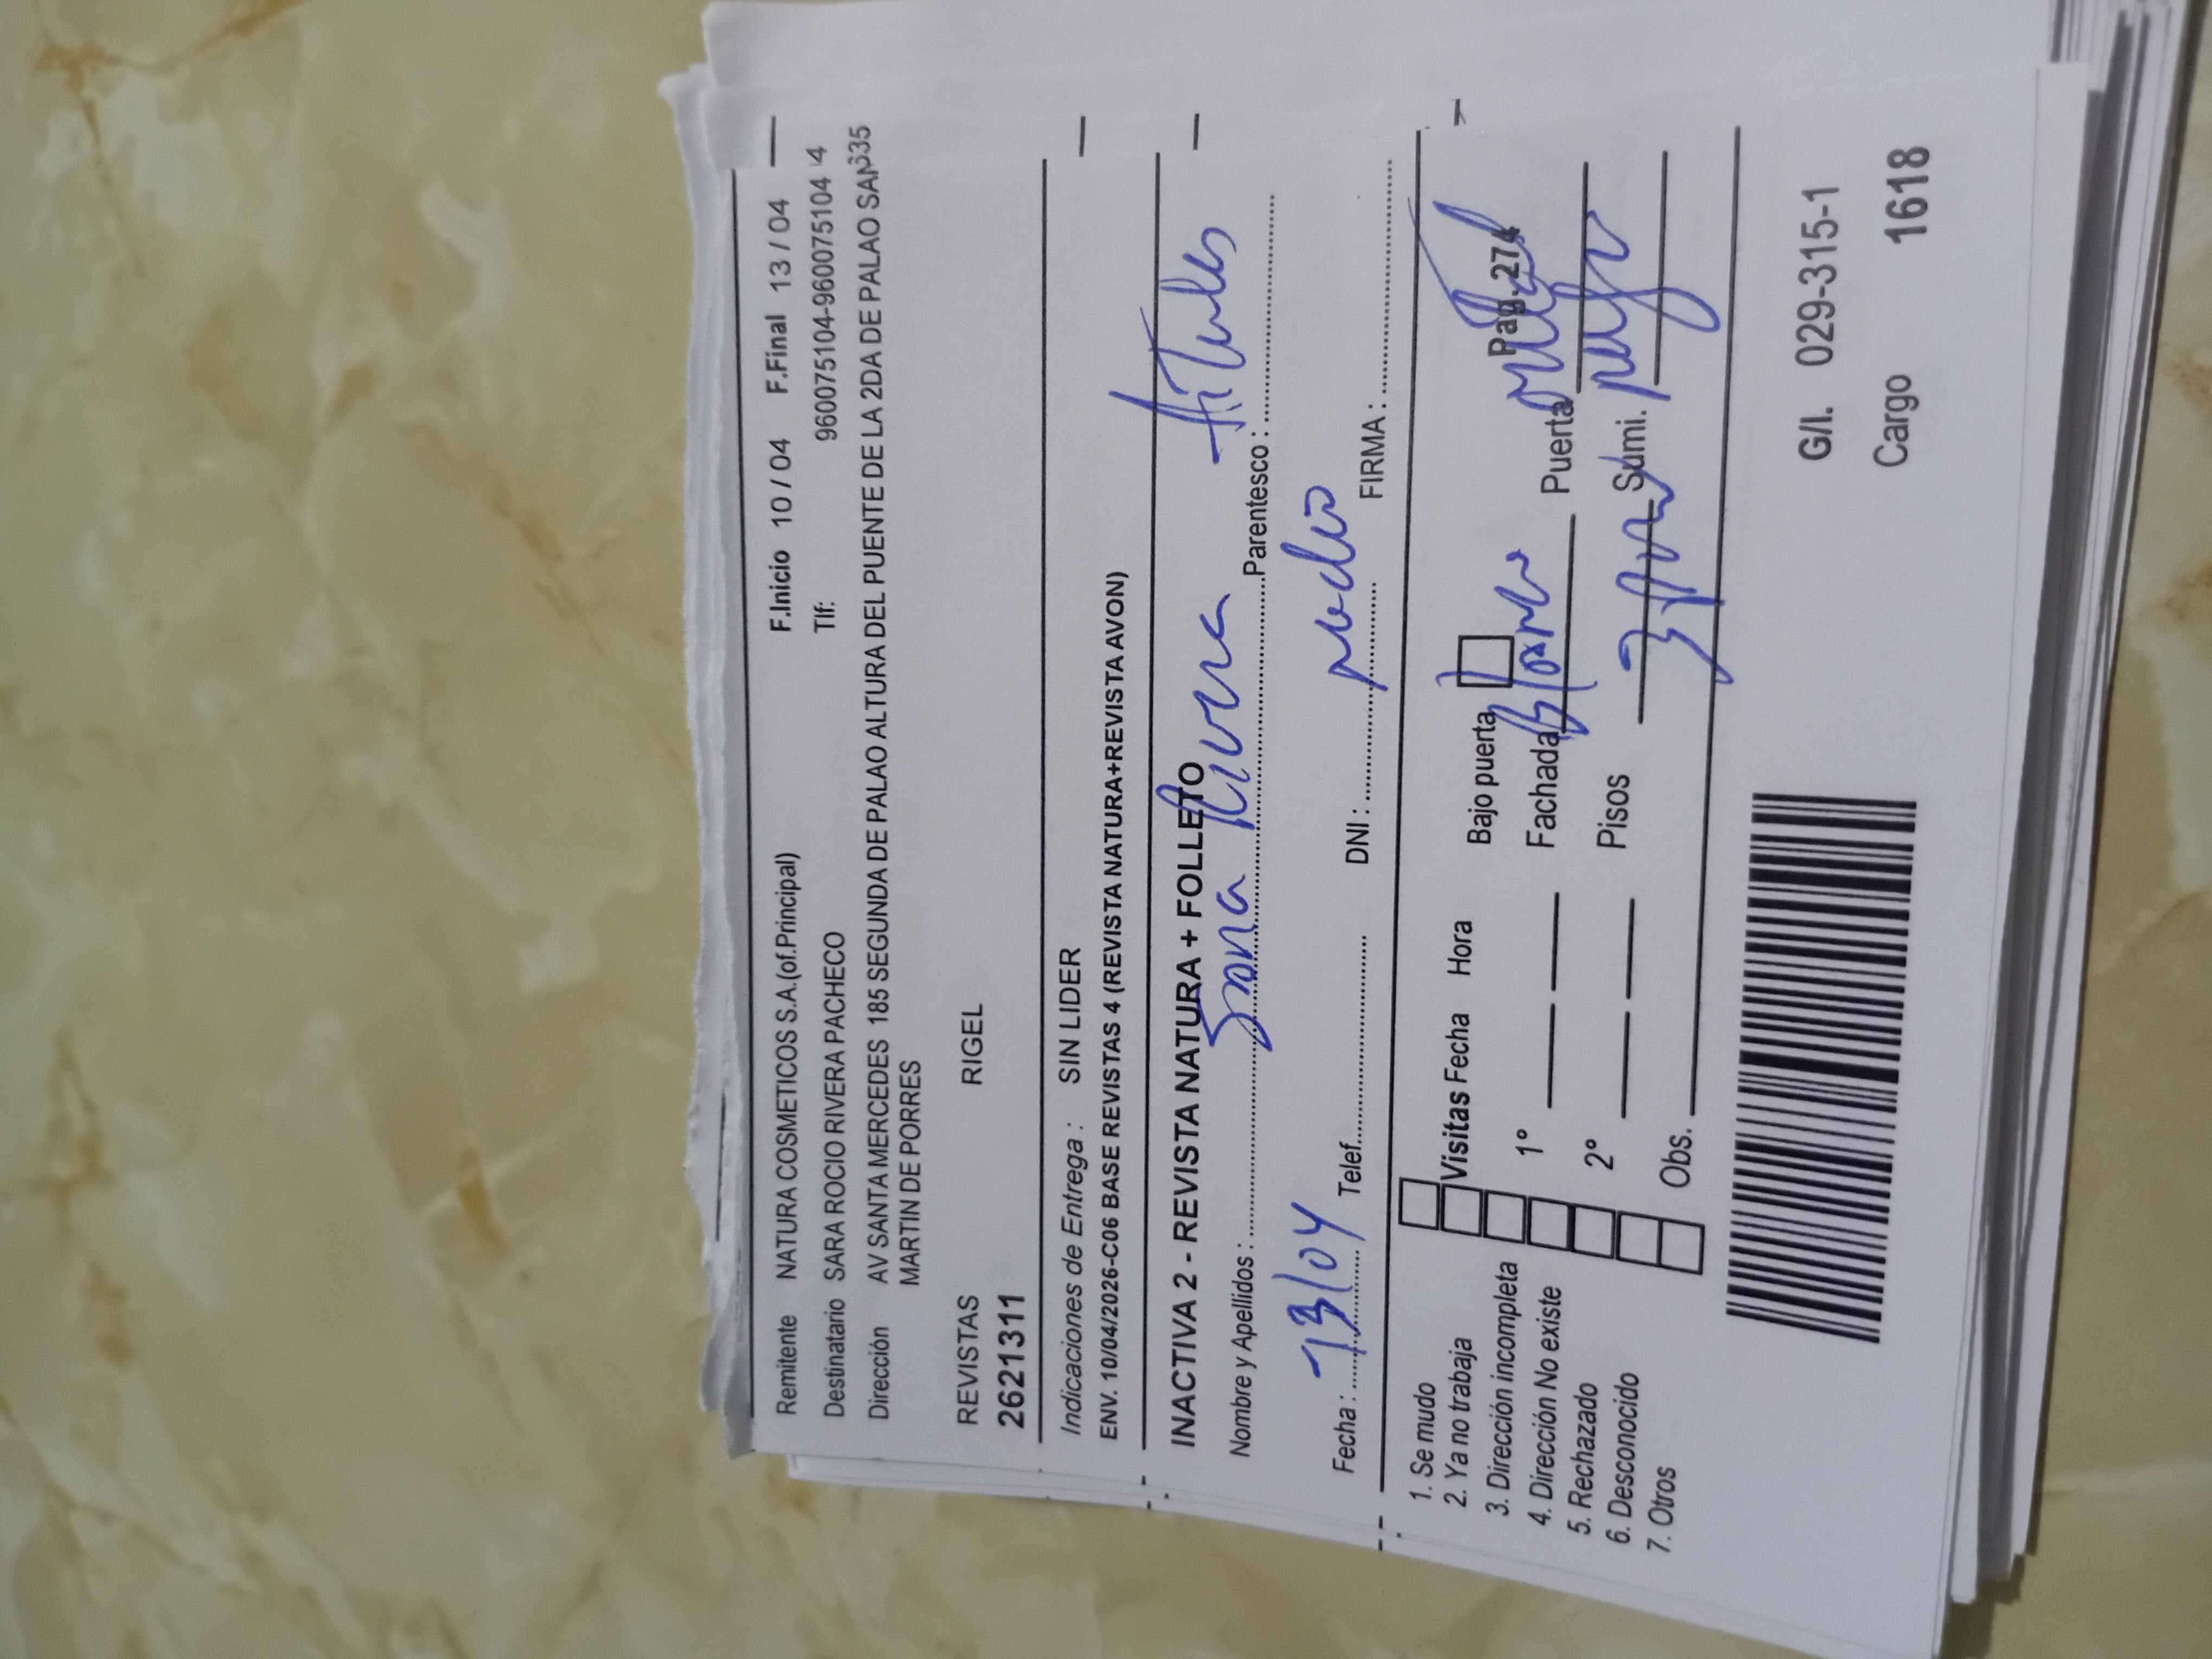 Remitente NATURA COSMETICOS S.A.(of.Principal) F.Inicio 10 / 04 F.Final 13 / 04
Destinatario SARA ROCIO RIVERA PACHECO Tlf: 960075104-960075104 4
Dirección AV SANTA MERCEDES 185 SEGUNDA DE PALAO ALTURA DEL PUENTE DE LA 2DA DE PALAO SAN
MARTIN DE PORRES
REVISTAS RIGEL
2621311
Indicaciones de Entrega : SIN LIDER
ENV. 10/04/2026-C06 BASE REVISTAS 4 (REVISTA NATURA+REVISTA AVON)
INACTIVA 2 - REVISTA NATURA + FOLLETO
Nombre y Apellidos : Rivera Parentesco : titular
Fecha : 13/04 Telef. DNI : FIRMA :
1. Se mudo
2. Ya no trabaja
3. Dirección incompleta
4. Dirección No existe
5. Rechazado
6. Desconocido
7. Otros
Visitas Fecha Hora Bajo puerta Pag.274
1° Fachada Puerta
2° Pisos Sumi.
Obs.
G/I. 029-315-1
Cargo 1618